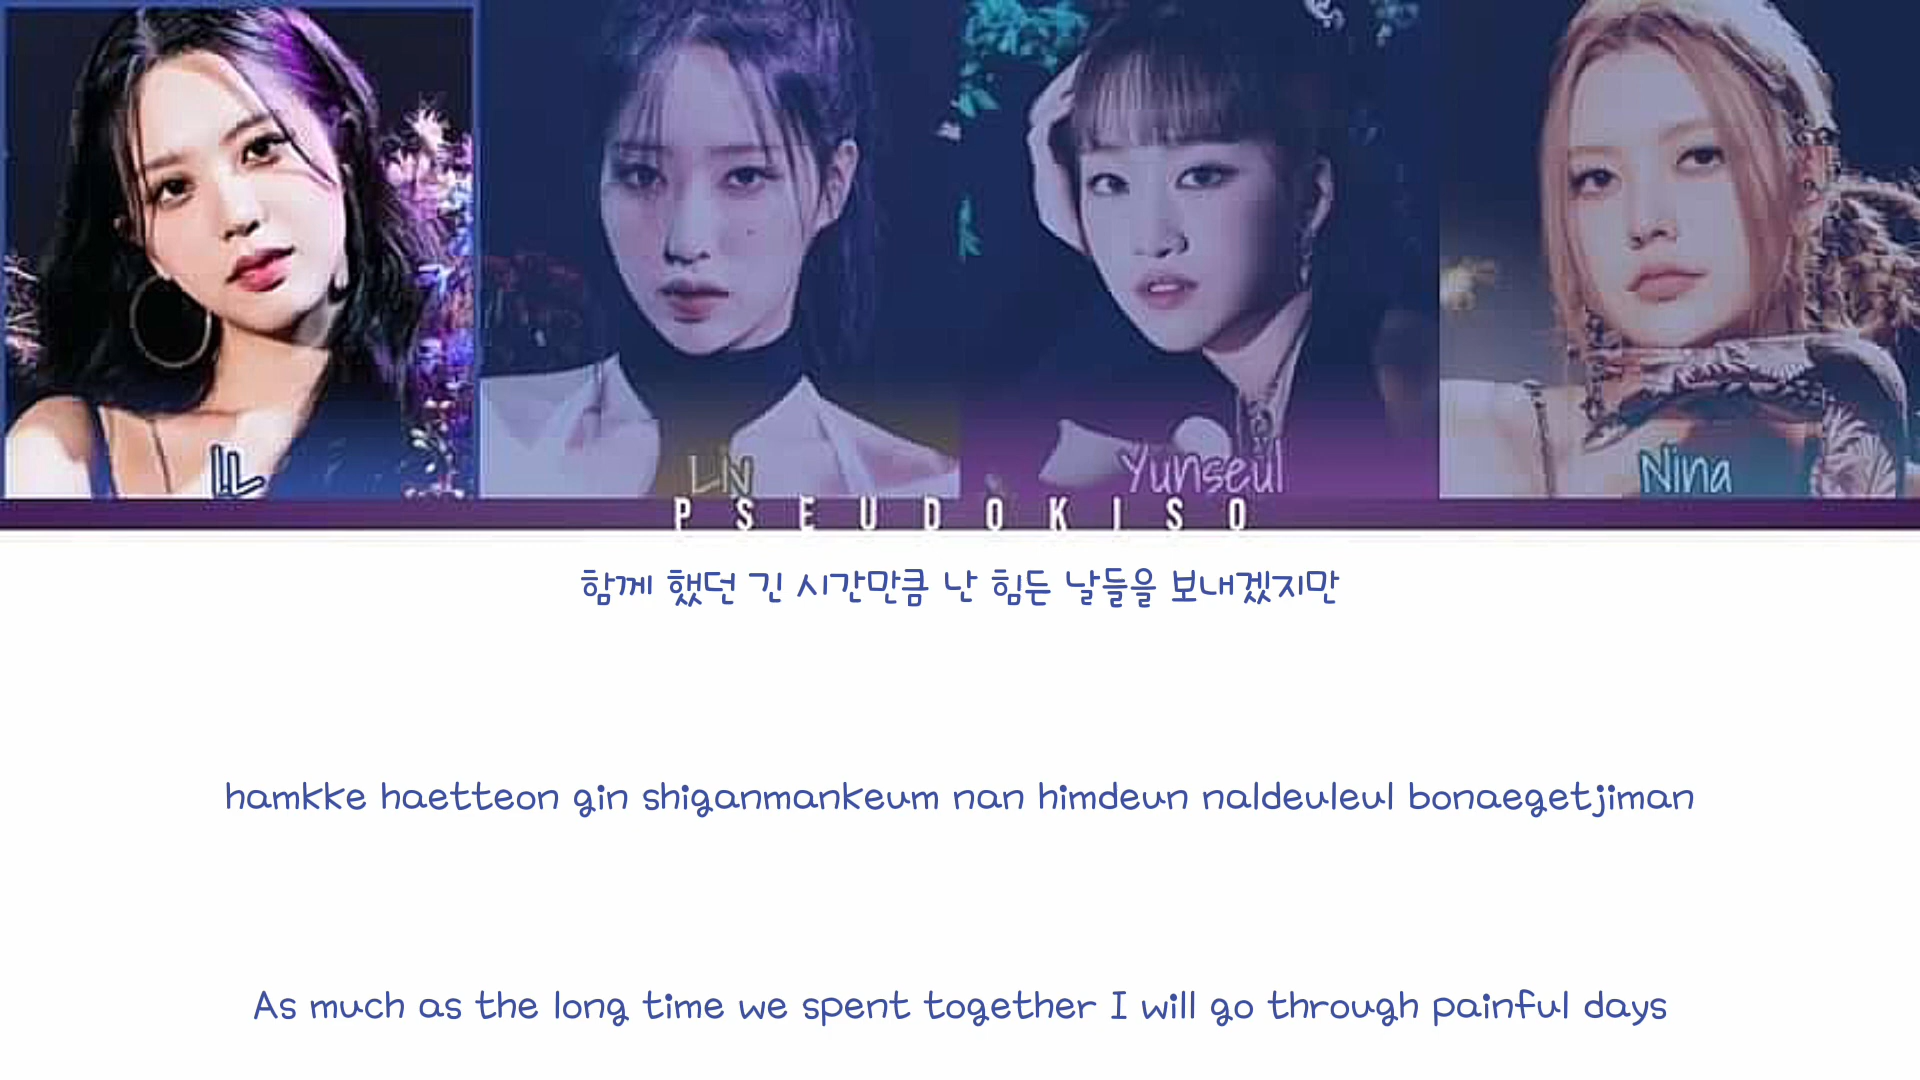 LL
LN
Yunseul
Nina
PSEUDOKISO
함께 했던 긴 시간만큼 난 힘든 날들을 보내겠지만
hamkke haetteon gin shiganmankeum nan himdeun naldeuleul bonaegetjiman
As much as the long time we spent together I will go through painful days